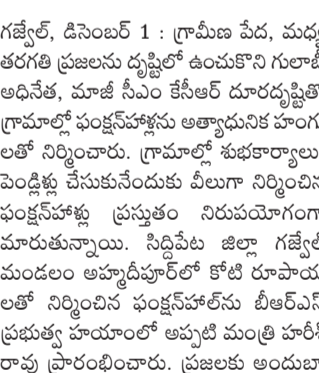 గజ్వేల్, డిసెంబర్ 1 : గ్రామీణ పేద, మధ్య
తరగతి ప్రజలను దృష్టిలో ఉంచుకొని గులాబీ
అధినేత, మాజీ సీఎం కేసీఆర్ దూరదృష్టితో
గ్రామాల్లో ఫంక్షన్‌హాళ్లను అత్యాధునిక హంగు
లతో నిర్మించారు. గ్రామాల్లో శుభకార్యాలు
పెండ్లిళ్లు చేసుకునేందుకు వీలుగా నిర్మించిన
ఫంక్షన్‌హాళ్లు ప్రస్తుతం నిరుపయోగంగా
మారుతున్నాయి. సిద్దిపేట జిల్లా గజ్వేల్
మండలం అహ్మదీపూర్‌లో కోటి రూపాయ
లతో నిర్మించిన ఫంక్షన్‌హాల్‌ను బీఆర్ఎస్
ప్రభుత్వ హయాంలో అప్పటి మంత్రి హరీశ్
రావు ప్రారంభించారు. ప్రజలకు అందుబా